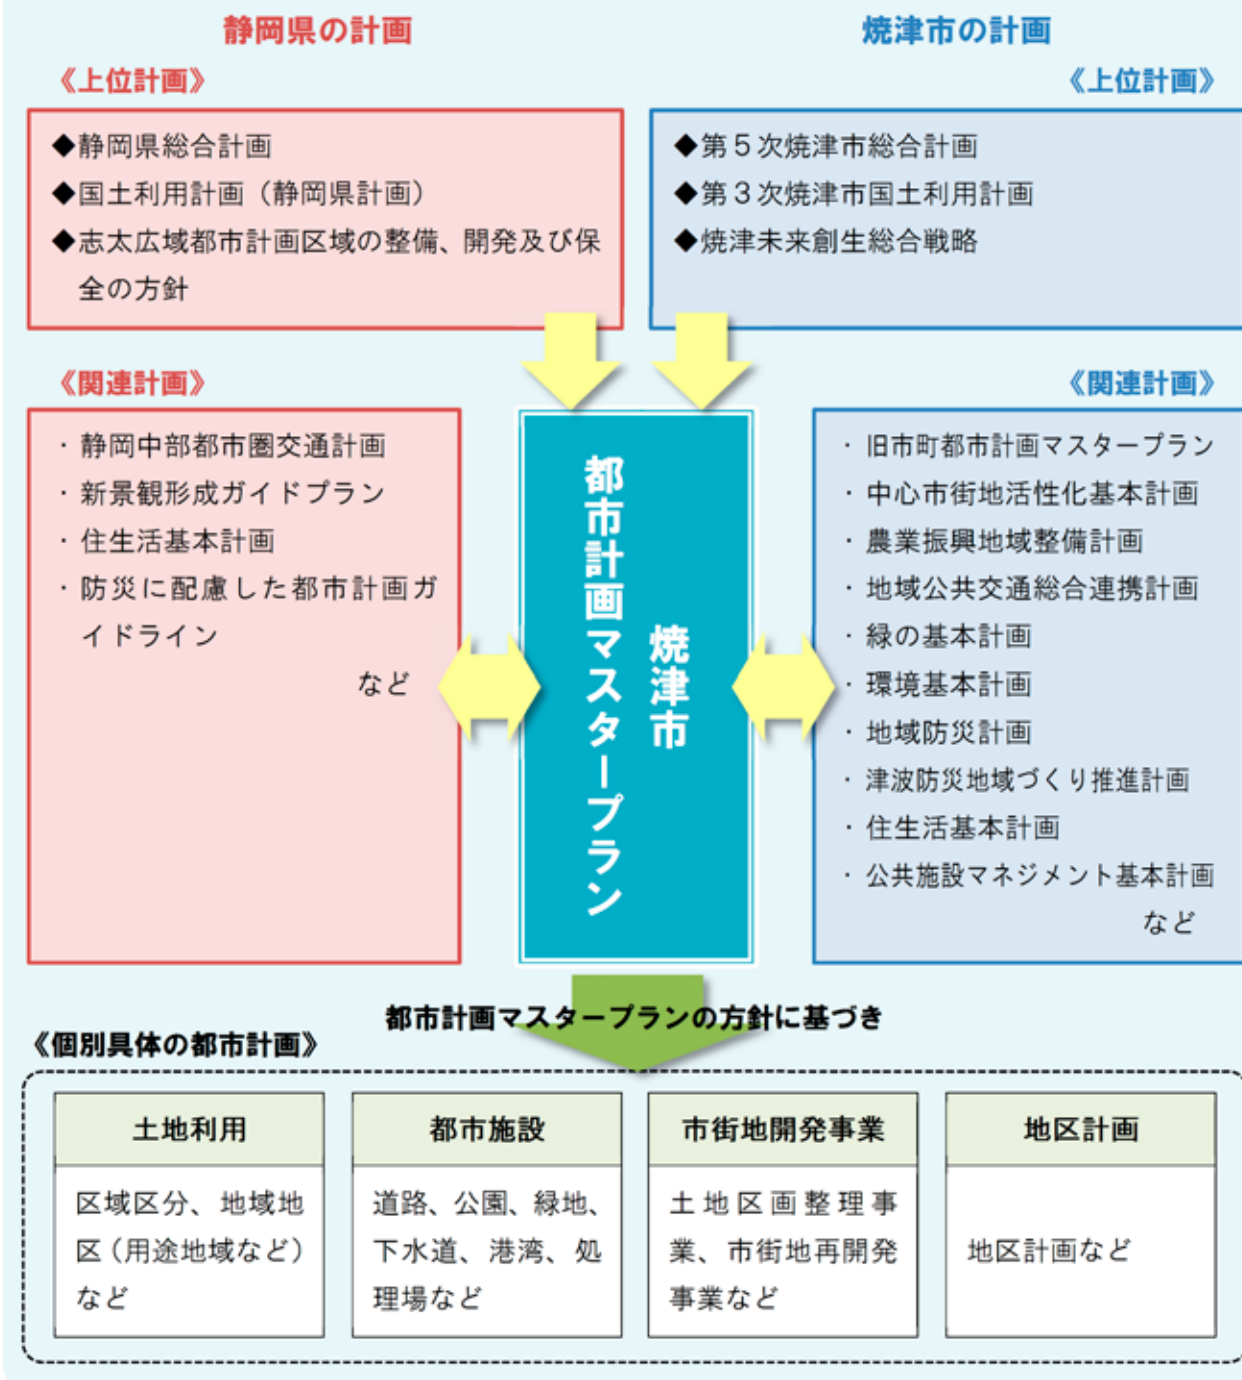 静岡県の計画
焼津市の計画
《上位計画》
《上位計画》
◆静岡県総合計画
◆国土利用計画（静岡県計画）
◆志太広域都市計画区域の整備、開発及び保
全の方針
◆第５次焼津市総合計画
◆第３次焼津市国土利用計画
◆焼津未来創生総合戦略
《関連計画》
・静岡中部都市圏交通計画
・新景観形成ガイドプラン
・住生活基本計画
・防災に配慮した都市計画ガ
イドライン
など
焼津市
都市計画マスタープラン
《関連計画》
・旧市町都市計画マスタープラン
・中心市街地活性化基本計画
・農業振興地域整備計画
・地域公共交通総合連携計画
・緑の基本計画
・環境基本計画
・地域防災計画
・津波防災地域づくり推進計画
・住生活基本計画
・公共施設マネジメント基本計画
など
都市計画マスタープランの方針に基づき
《個別具体の都市計画》
土地利用
区域区分、地域地
区（用途地域など）
など
都市施設
道路、公園、緑地、
下水道、港湾、処
理場など
市街地開発事業
土地区画整理事
業、市街地再開発
事業など
地区計画
地区計画など